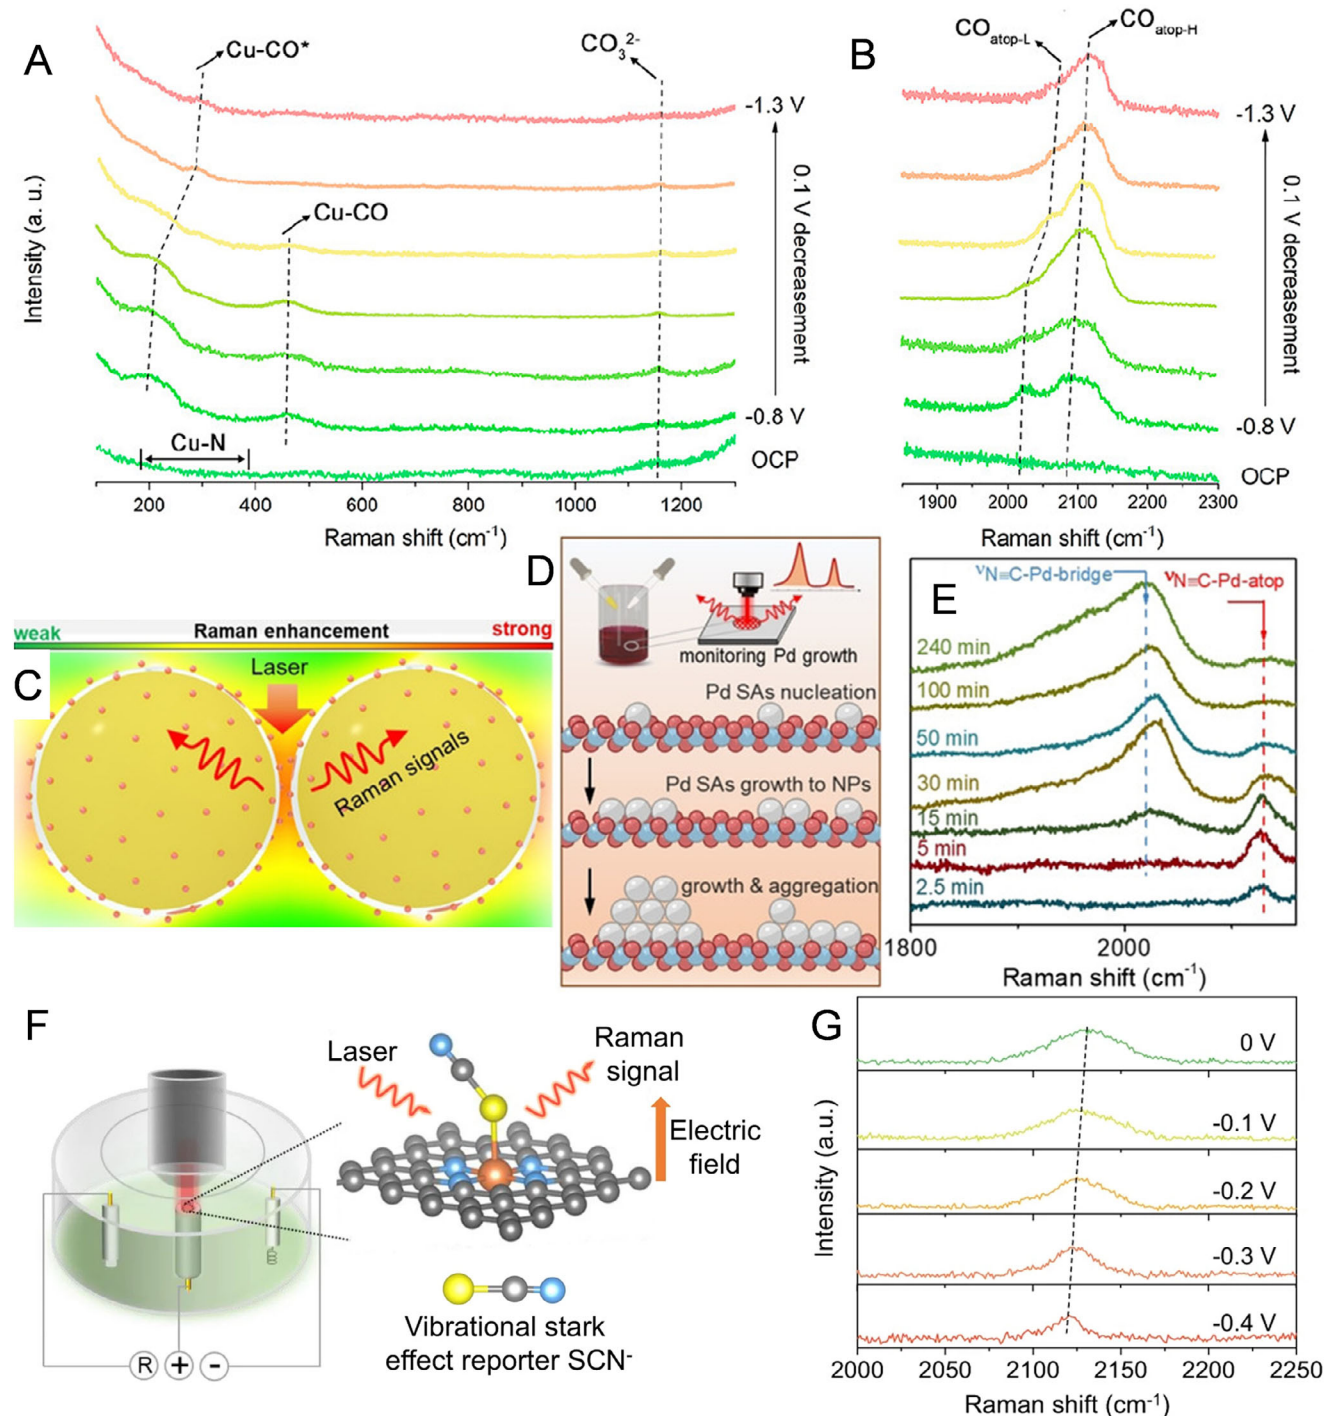 A
Cu-CO*
CO₃²⁻
-1.3 V
0.1 V decreasement
Cu-CO
-0.8 V
Cu-N
OCP
Intensity (a. u.)
200 400 600 800 1000 1200
Raman shift (cm⁻¹)
B
CO atop-L
CO atop-H
-1.3 V
0.1 V decreasement
-0.8 V
OCP
1900 2000 2100 2200 2300
Raman shift (cm⁻¹)
weak Raman enhancement strong
C
Laser
Raman signals
D
monitoring Pd growth
Pd SAs nucleation
Pd SAs growth to NPs
growth & aggregation
E
νN≡C-Pd-bridge
νN≡C-Pd-atop
240 min
100 min
50 min
30 min
15 min
5 min
2.5 min
1800 2000
Raman shift (cm⁻¹)
F
Laser
Raman
signal
Electric
field
Vibrational stark
effect reporter SCN⁻
R + -
G
0 V
-0.1 V
-0.2 V
-0.3 V
-0.4 V
Intensity (a.u.)
2000 2050 2100 2150 2200 2250
Raman shift (cm⁻¹)